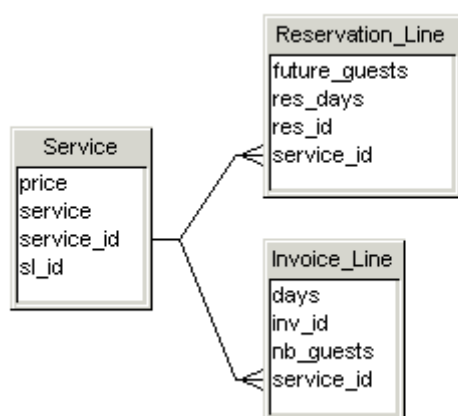 Service
price
service
service_id
sl_id
Reservation_Line
future_guests
res_days
res_id
service_id
Invoice_Line
days
inv_id
nb_guests
service_id